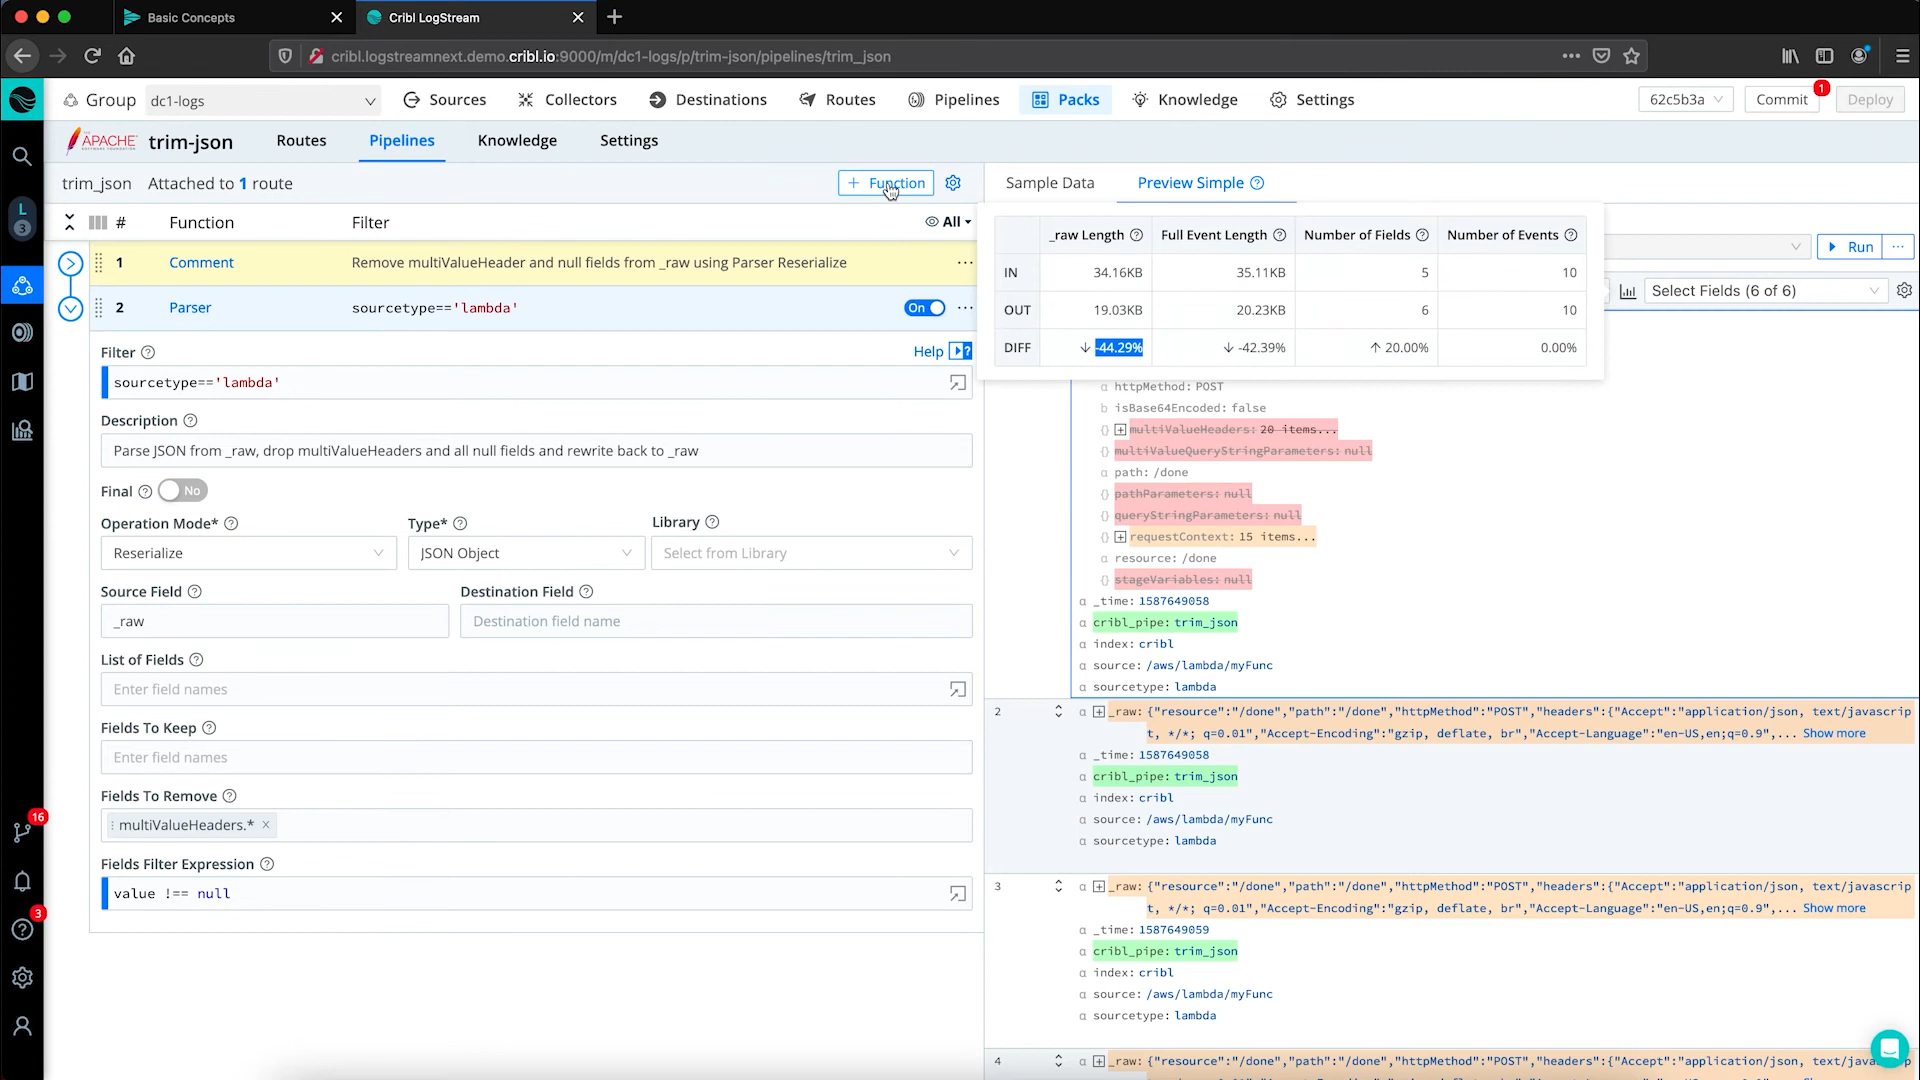 Basic Concepts
Cribl LogStream
cribl.logstreamnext.demo.cribl.io:9000/m/dc1-logs/p/trim-json/pipelines/trim_json
Group dc1-logs Sources Collectors Destinations Routes Pipelines Packs Knowledge Settings 62c5b3a Commit 1 Deploy
APACHE trim-json Routes Pipelines Knowledge Settings
trim_json Attached to 1 route + Function Sample Data Preview Simple
# Function Filter All
1 Comment Remove multiValueHeader and null fields from _raw using Parser Reserialize
2 Parser sourcetype=='lambda' On
L
3
Filter Help
sourcetype=='lambda'
Description
Parse JSON from _raw, drop multiValueHeaders and all null fields and rewrite back to _raw
Final No
Operation Mode* Type* Library
Reserialize JSON Object Select from Library
Source Field Destination Field
_raw Destination field name
List of Fields
Enter field names
Fields To Keep
Enter field names
Fields To Remove
multiValueHeaders.* ×
Fields Filter Expression
value !== null
16
3
_raw Length Full Event Length Number of Fields Number of Events
IN 34.16KB 35.11KB 5 10
OUT 19.03KB 20.23KB 6 10
DIFF ↓ -44.29% ↓ -42.39% ↑ 20.00% 0.00%
Run
Select Fields (6 of 6)
α httpMethod: POST
b isBase64Encoded: false
{} multiValueHeaders: 20 items...
{} multiValueQueryStringParameters: null
α path: /done
{} pathParameters: null
{} queryStringParameters: null
{} requestContext: 15 items...
α resource: /done
{} stageVariables: null
α _time: 1587649058
α cribl_pipe: trim_json
α index: cribl
α source: /aws/lambda/myFunc
α sourcetype: lambda
2 α _raw: {"resource":"/done","path":"/done","httpMethod":"POST","headers":{"Accept":"application/json, text/javascrip
t, */*; q=0.01","Accept-Encoding":"gzip, deflate, br","Accept-Language":"en-US,en;q=0.9",... Show more
α _time: 1587649058
α cribl_pipe: trim_json
α index: cribl
α source: /aws/lambda/myFunc
α sourcetype: lambda
3 α _raw: {"resource":"/done","path":"/done","httpMethod":"POST","headers":{"Accept":"application/json, text/javascrip
t, */*; q=0.01","Accept-Encoding":"gzip, deflate, br","Accept-Language":"en-US,en;q=0.9",... Show more
α _time: 1587649059
α cribl_pipe: trim_json
α index: cribl
α source: /aws/lambda/myFunc
α sourcetype: lambda
4 α _raw: {"resource":"/done","path":"/done","httpMethod":"POST","headers":{"Accept":"application/json, text/javascrip